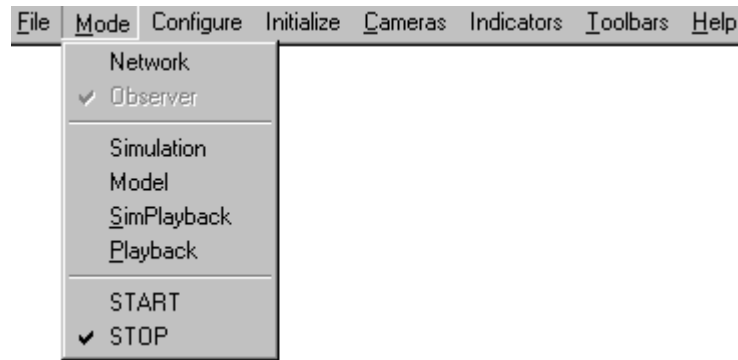 File Mode Configure Initialize Cameras Indicators Toolbars Help
Network
Observer
Simulation
Model
SimPlayback
Playback
START
STOP